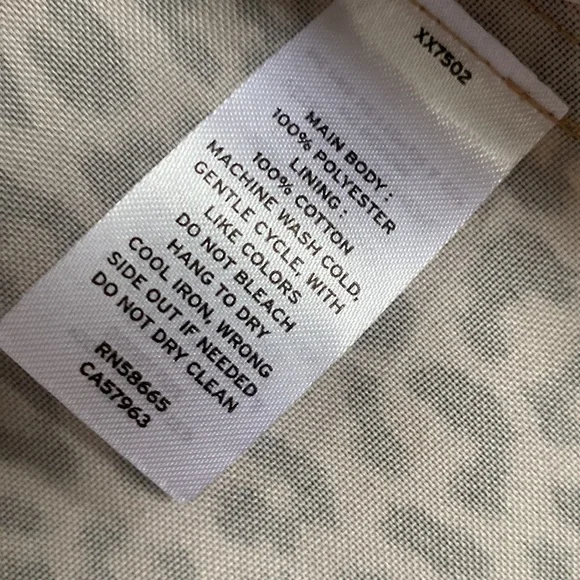 XX7502
MAIN BODY :
100% POLYESTER
LINING :
100% COTTON
MACHINE WASH COLD,
GENTLE CYCLE, WITH
LIKE COLORS
DO NOT BLEACH
HANG TO DRY
COOL IRON, WRONG
SIDE OUT IF NEEDED
DO NOT DRY CLEAN
RN58665
CA57963